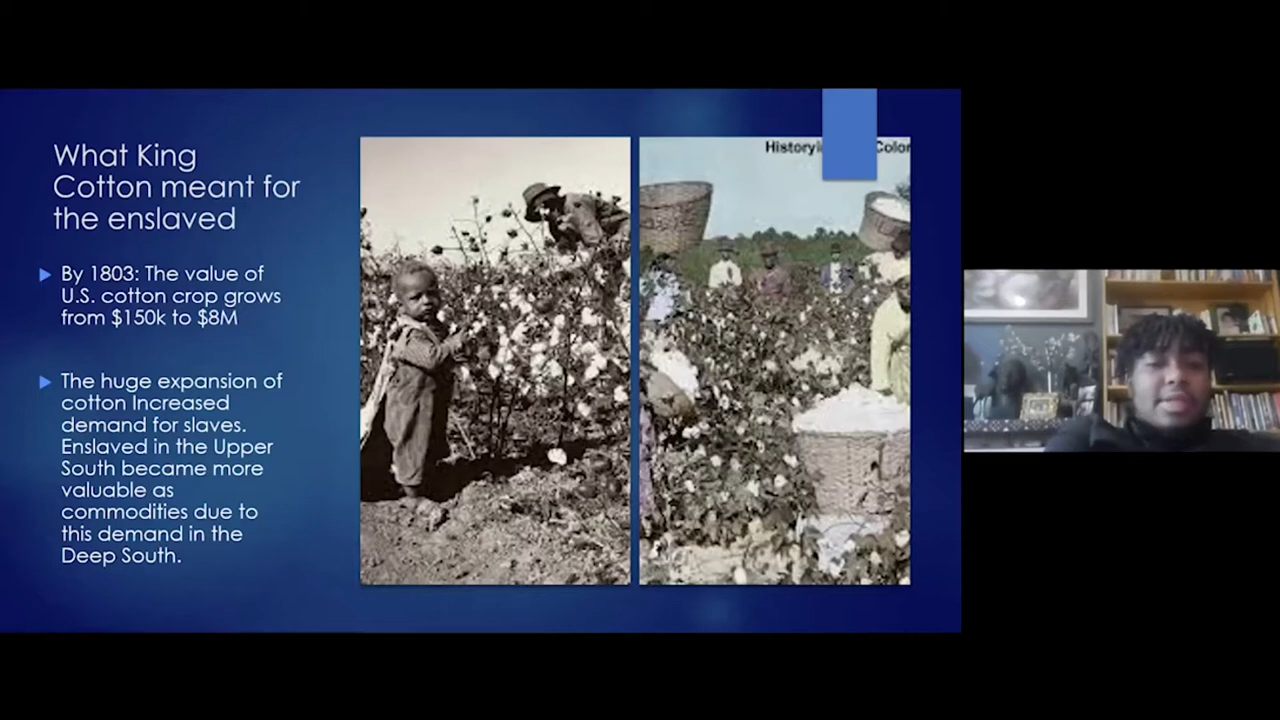 What King
Cotton meant for
the enslaved
By 1803: The value of
U.S. cotton crop grows
from $150k to $8M
The huge expansion of
cotton Increased
demand for slaves.
Enslaved in the Upper
South became more
valuable as
commodities due to
this demand in the
Deep South.